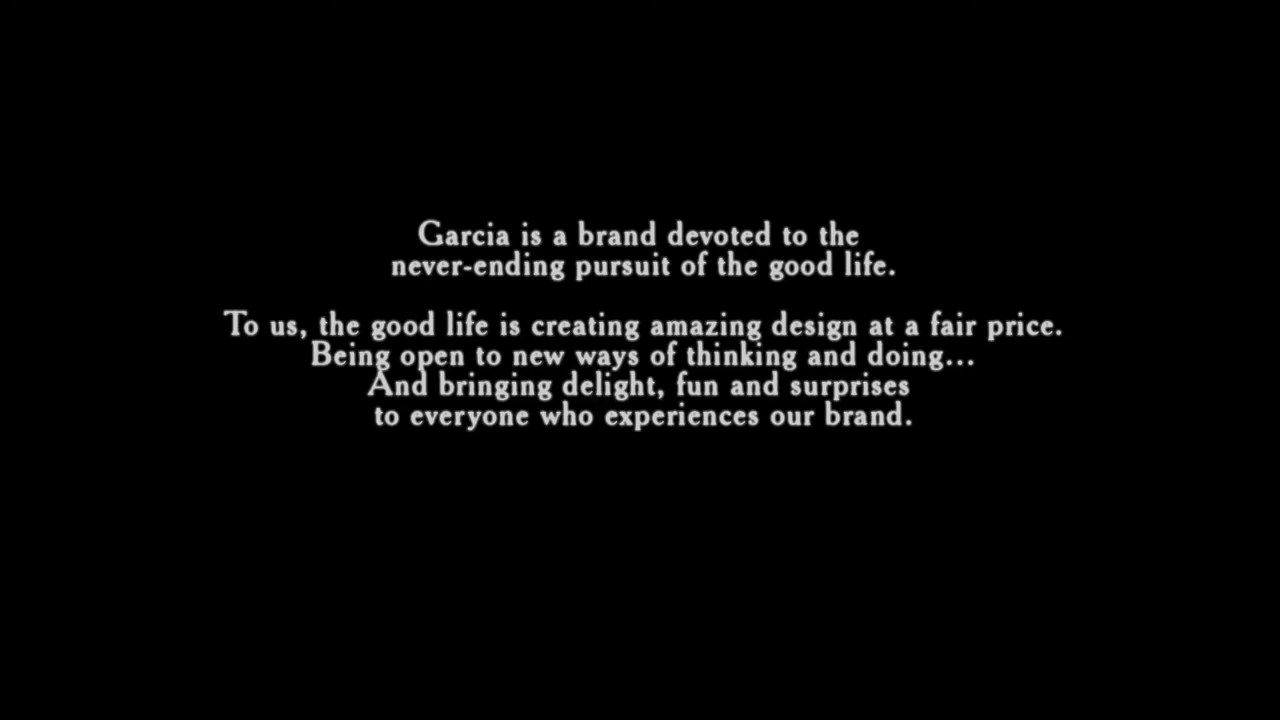 Garcia is a brand devoted to the
never-ending pursuit of the good life.
To us, the good life is creating amazing design at a fair price.
Being open to new ways of thinking and doing...
And bringing delight, fun and surprises
to everyone who experiences our brand.